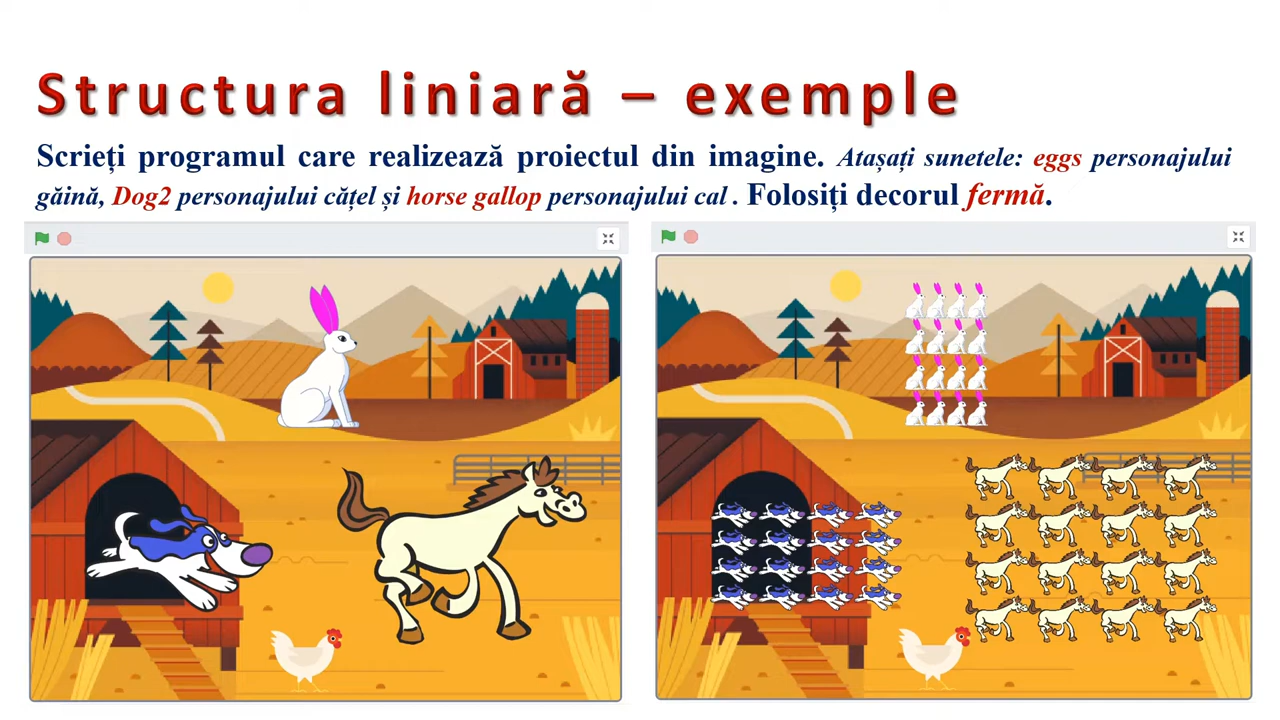 Structura liniară – exemple
Scrieți programul care realizează proiectul din imagine. Atașați sunetele: eggs personajului
găină, Dog2 personajului cățel și horse gallop personajului cal . Folosiți decorul fermă.